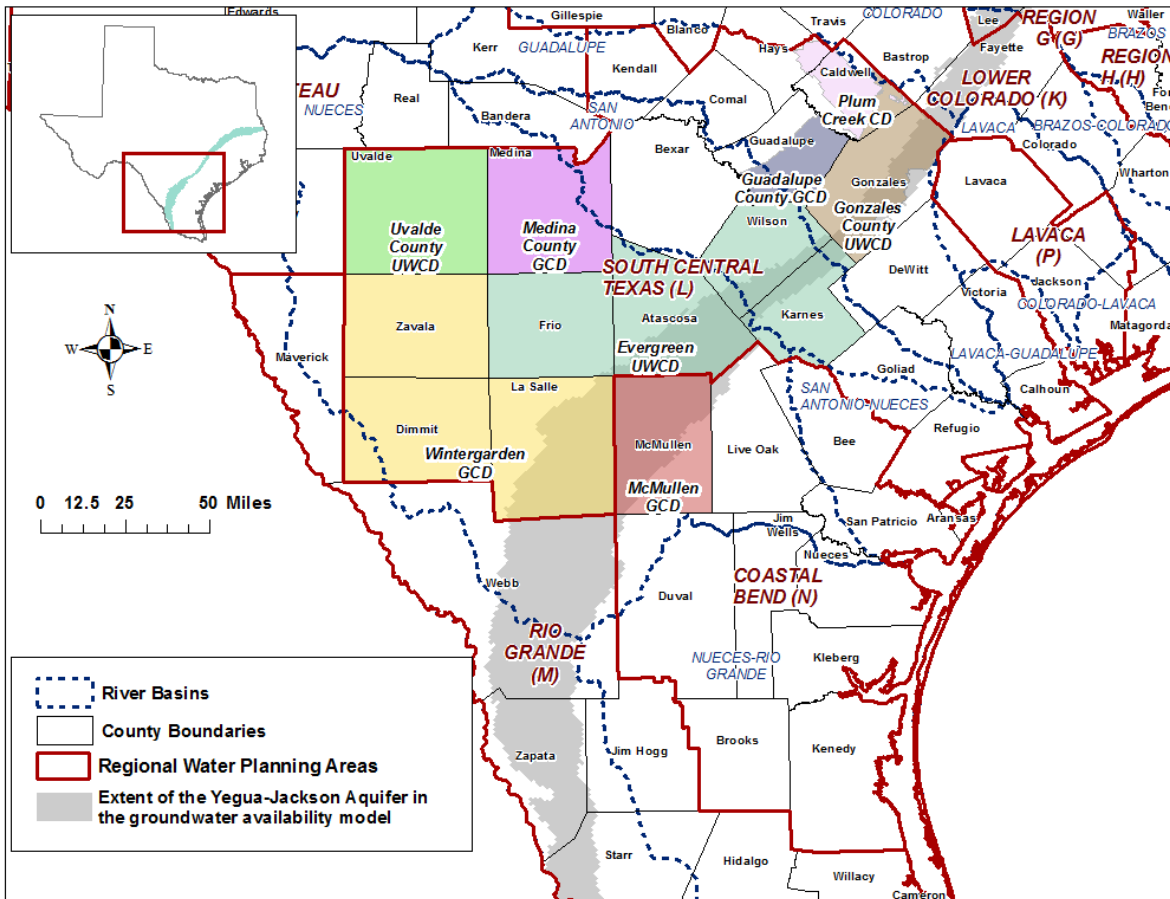 Edwards
Gillespie
Blanco
Travis
COLORADO
Lee
REGION
G (G)
Waller
BRAZOS
Kerr
GUADALUPE
Hays
Bastrop
Fayette
REGION
H (H)
Kendall
Caldwell
LOWER
COLORADO (K)
TEAU
NUECES
Real
Bandera
SAN
ANTONIO
Comal
Plum
Creek CD
LAVACA
BRAZOS-COLORADO
Colorado
Uvalde
Medina
Bexar
Guadalupe
Wharton
Guadalupe
County GCD
Gonzales
Lavaca
Gonzales
County
UWCD
Wilson
Uvalde
County
UWCD
Medina
County
GCD
LAVACA
(P)
SOUTH CENTRAL
TEXAS (L)
DeWitt
Jackson
Victoria
COLORADO-LAVACA
N
W
E
S
Zavala
Frio
Atascosa
Karnes
Matagorda
Maverick
Evergreen
UWCD
LAVACA-GUADALUPE
Goliad
Calhoun
La Salle
SAN
ANTONIO-NUECES
Refugio
Dimmit
Wintergarden
GCD
McMullen
Live Oak
Bee
McMullen
GCD
0 12.5 25 50 Miles
San Patricio
Aransas
Jim
Wells
Nueces
Webb
Duval
COASTAL
BEND (N)
RIO
GRANDE
(M)
NUECES-RIO
GRANDE
Kleberg
Zapata
Jim Hogg
Brooks
Kenedy
Starr
Hidalgo
Willacy
Cameron
River Basins
County Boundaries
Regional Water Planning Areas
Extent of the Yegua-Jackson Aquifer in
the groundwater availability model